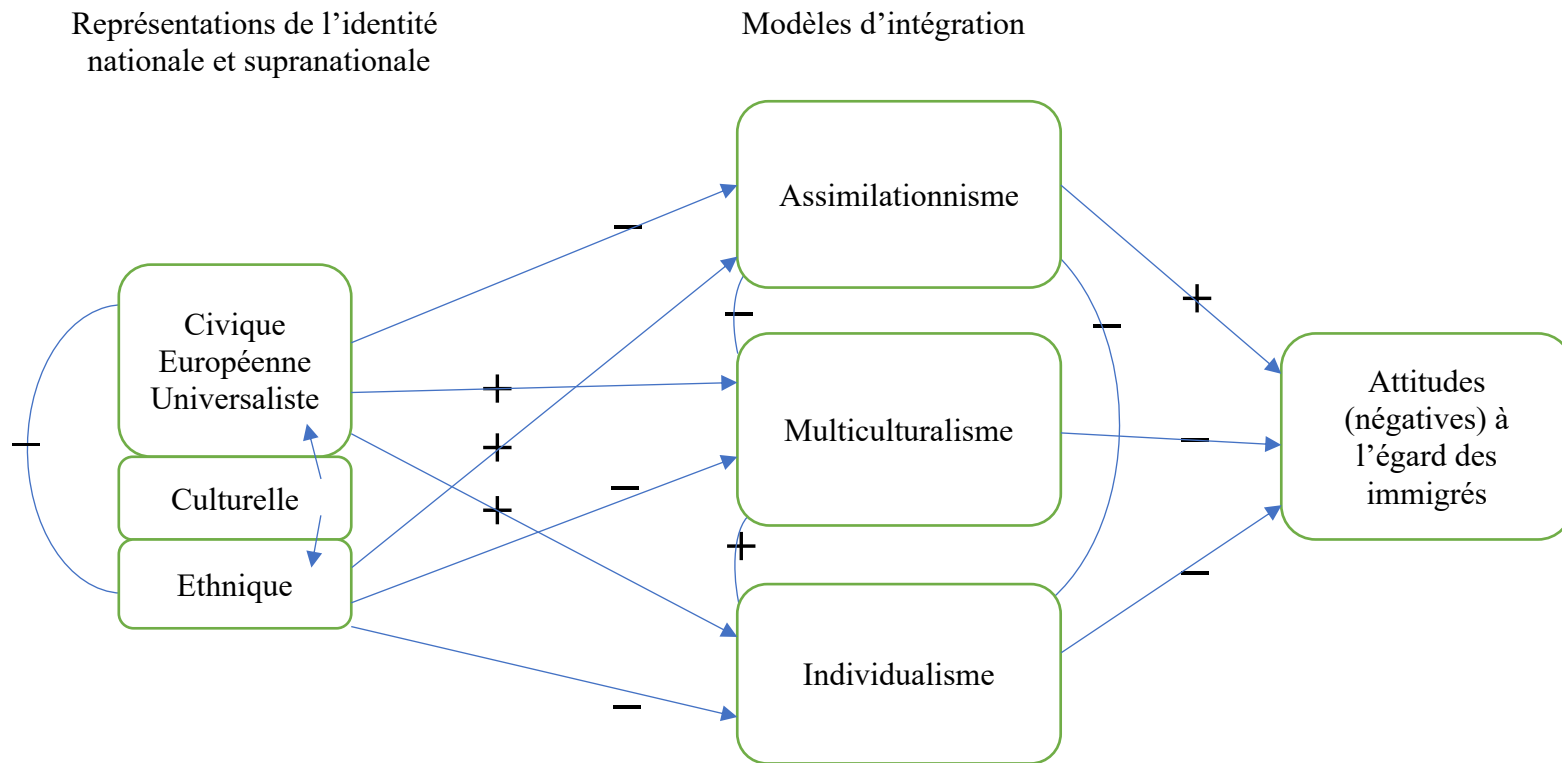 Représentations de l’identité
nationale et supranationale
Modèles d’intégration
Civique
Européenne
Universaliste
Culturelle
Ethnique
Assimilationnisme
Multiculturalisme
Individualisme
Attitudes
(négatives) à
l’égard des
immigrés
−
+
+
−
+
−
−
−
+
−
+
−
−
−